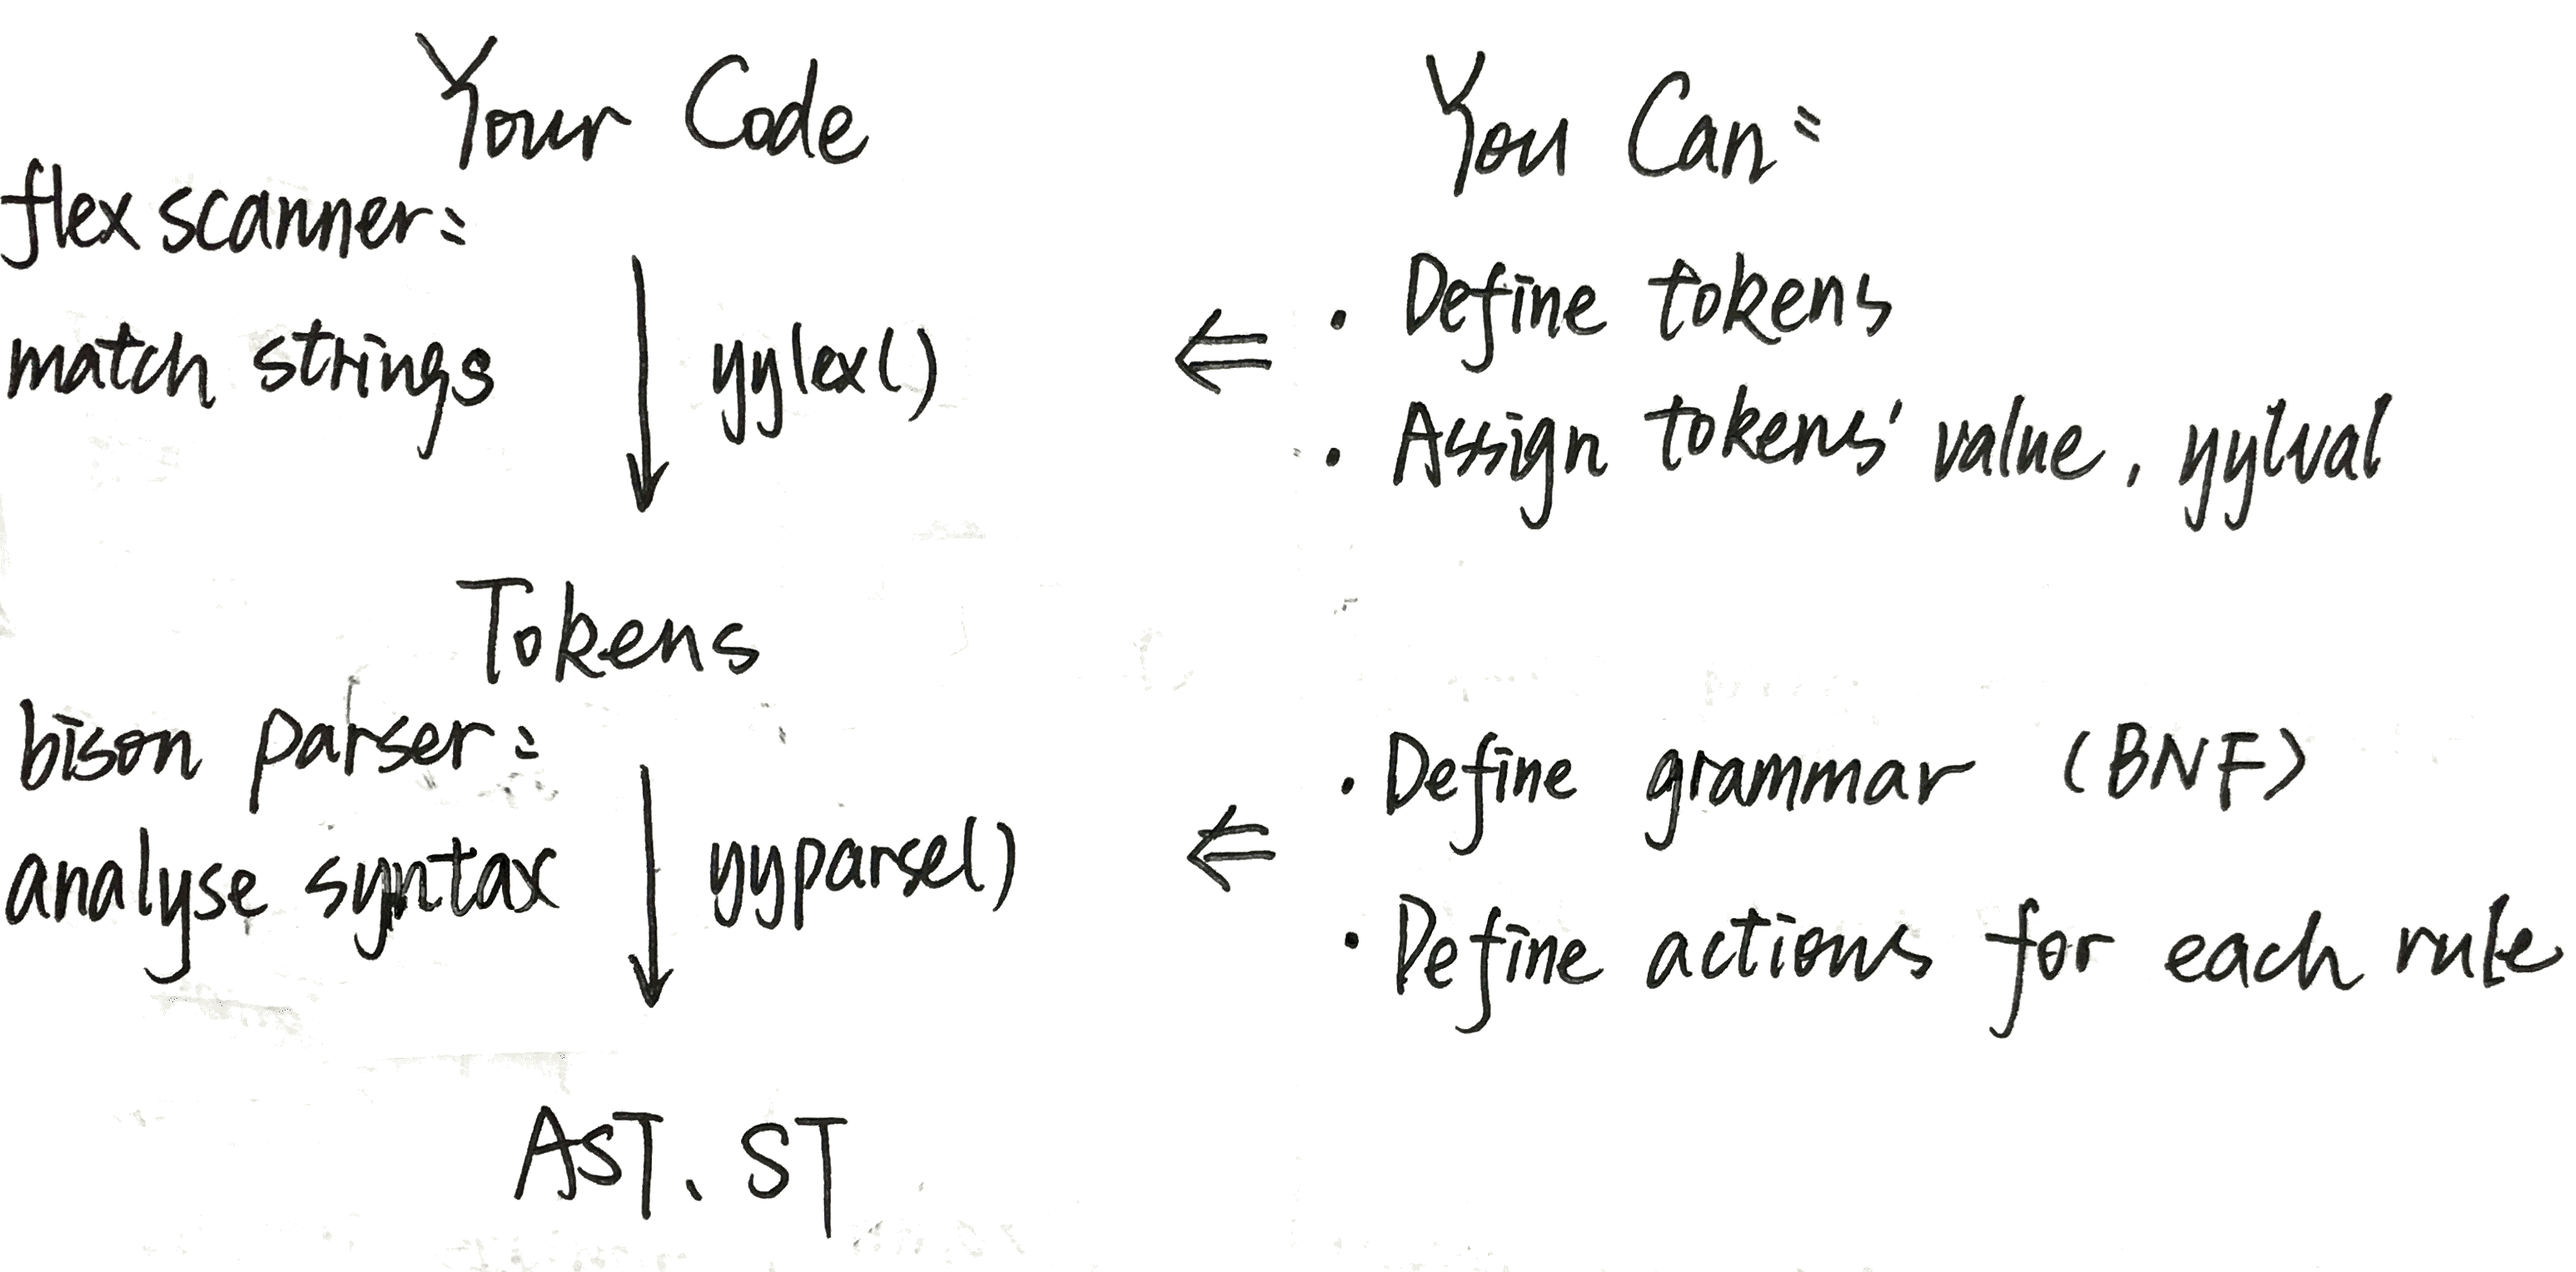 Your Code
flex scanner:
match strings
yylex()
Tokens
bison parser:
analyse syntax
yyparse()
AST、ST
You Can:
· Define tokens
· Assign tokens' value, yylval
· Define grammar (BNF)
· Define actions for each rule